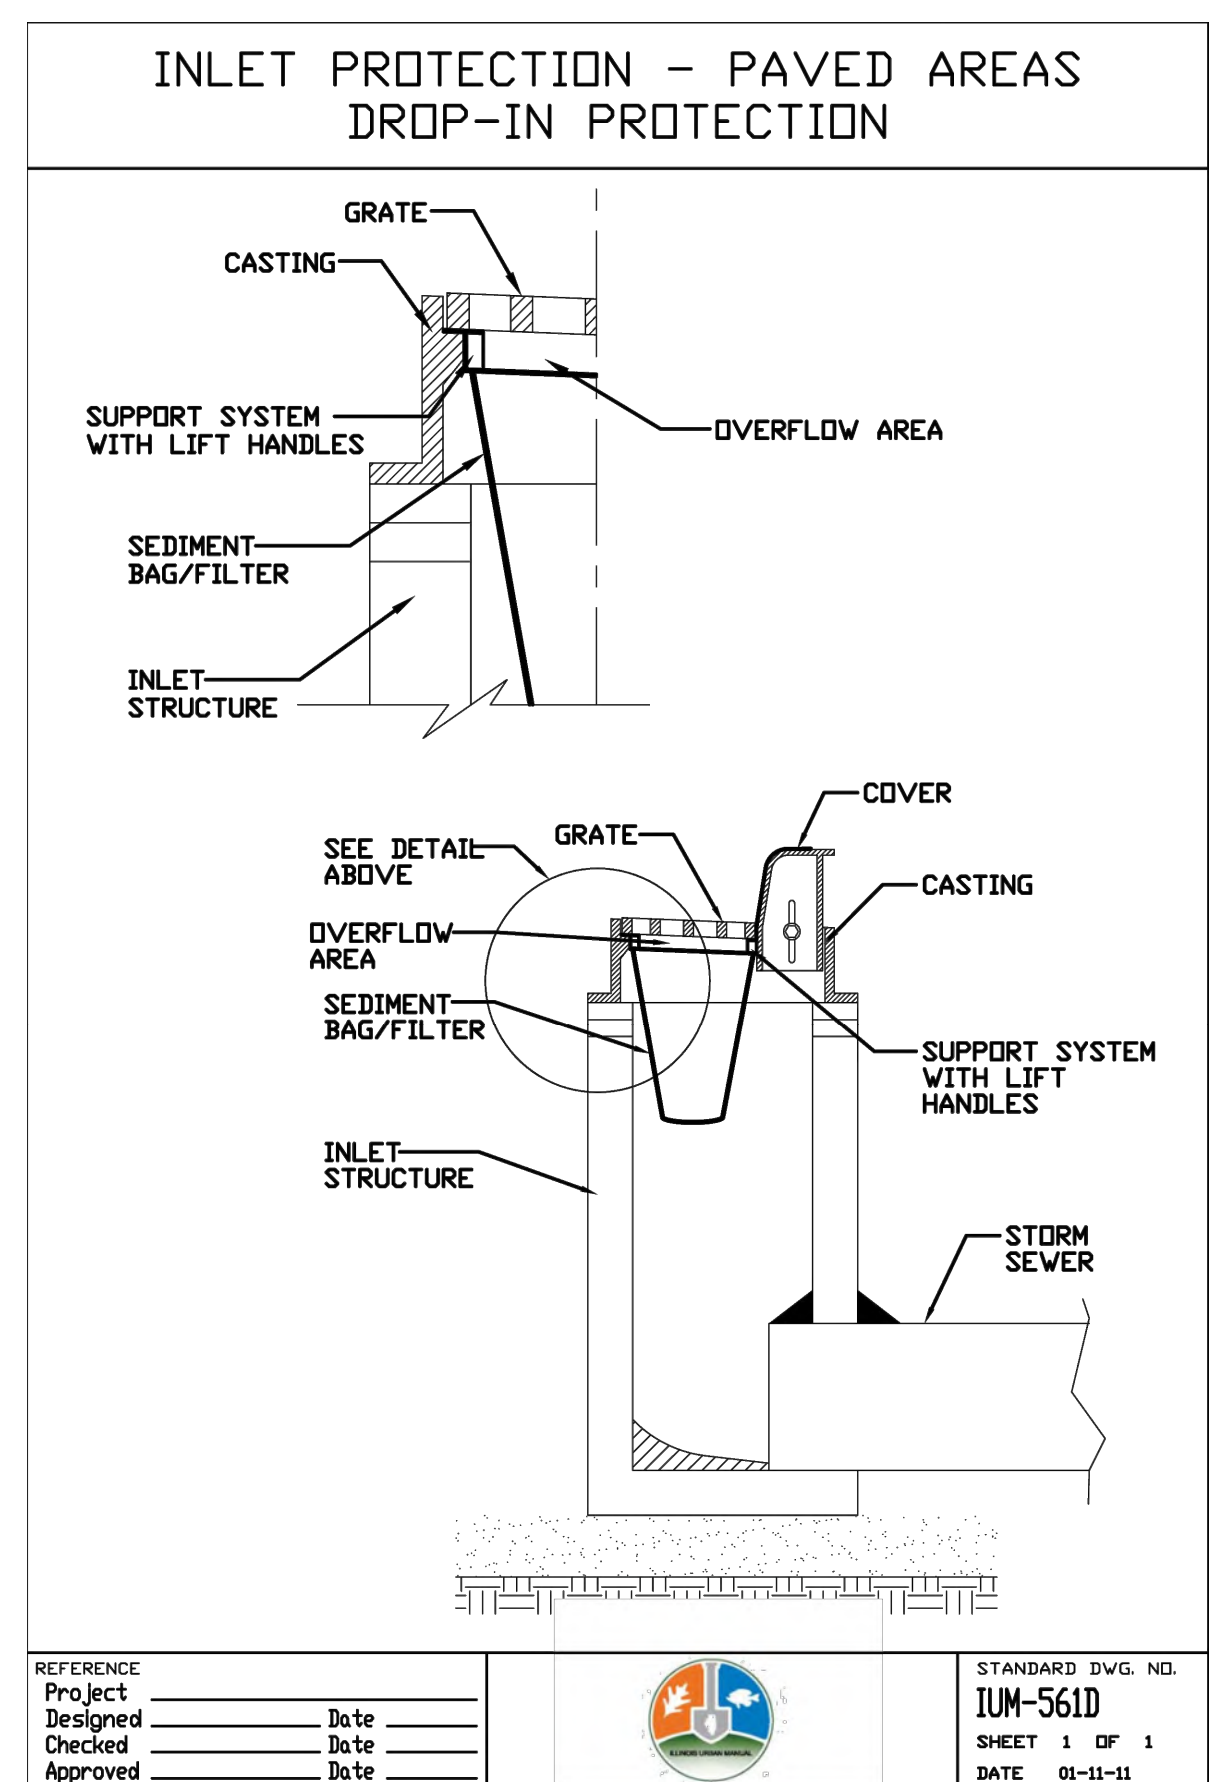 INLET PROTECTION - PAVED AREAS
DROP-IN PROTECTION
GRATE
CASTING
SUPPORT SYSTEM
WITH LIFT HANDLES
OVERFLOW AREA
SEDIMENT
BAG/FILTER
INLET
STRUCTURE
COVER
GRATE
SEE DETAIL
ABOVE
CASTING
OVERFLOW
AREA
SEDIMENT
BAG/FILTER
SUPPORT SYSTEM
WITH LIFT
HANDLES
INLET
STRUCTURE
STORM
SEWER
REFERENCE
Project
Designed Date
Checked Date
Approved Date
ILLINOIS URBAN MANUAL
STANDARD DWG. NO.
IUM-561D
SHEET 1 OF 1
DATE 01-11-11